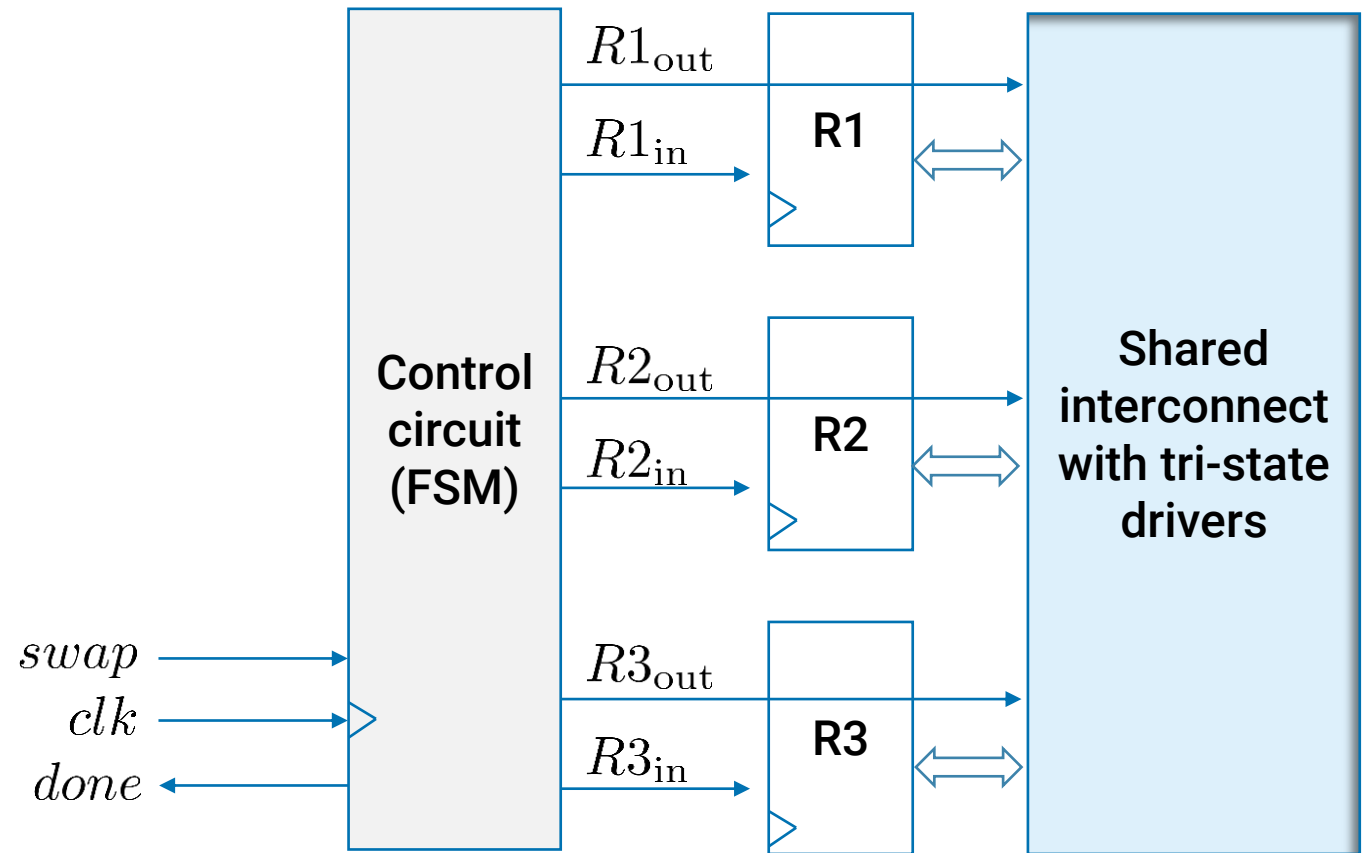 R1out
R1in
R1
R2out
R2in
R2
Control
circuit
(FSM)
Shared
interconnect
with tri-state
drivers
swap
clk
done
R3out
R3in
R3